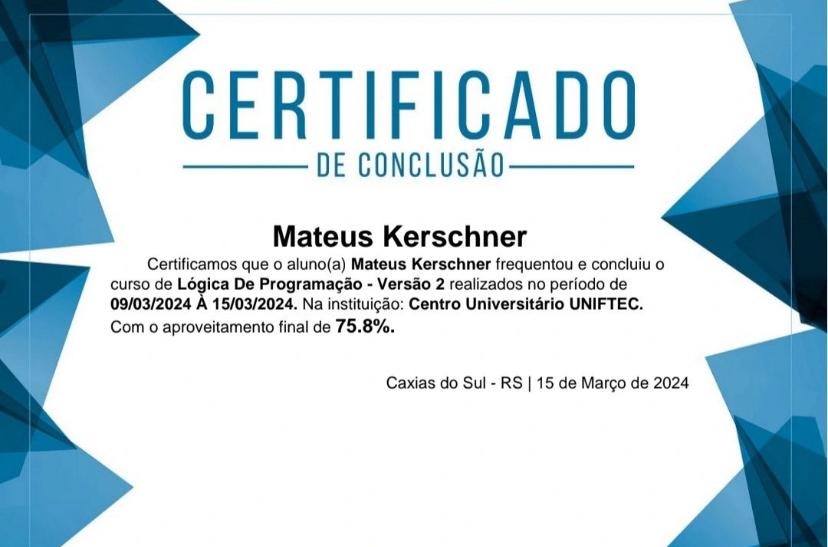 CERTIFICADO
DE CONCLUSÃO
Mateus Kerschner
Certificamos que o aluno(a) Mateus Kerschner frequentou e concluiu o
curso de Lógica De Programação - Versão 2 realizados no período de
09/03/2024 À 15/03/2024. Na instituição: Centro Universitário UNIFTEC.
Com o aproveitamento final de 75.8%.
Caxias do Sul - RS | 15 de Março de 2024